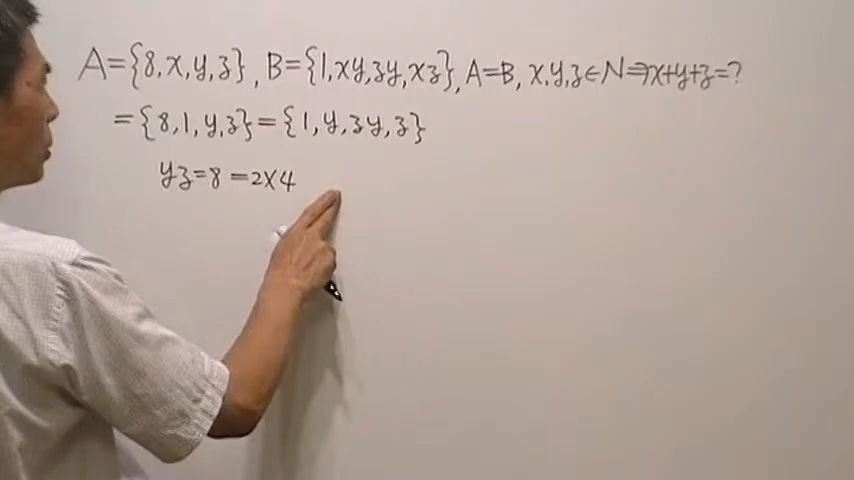 A={8,x,y,z}, B={1,xy,zy,xz}, A=B, x,y,z∈N⇒x+y+z=?
={8,1,y,z}={1,y,zy,z}
yz=8=2x4